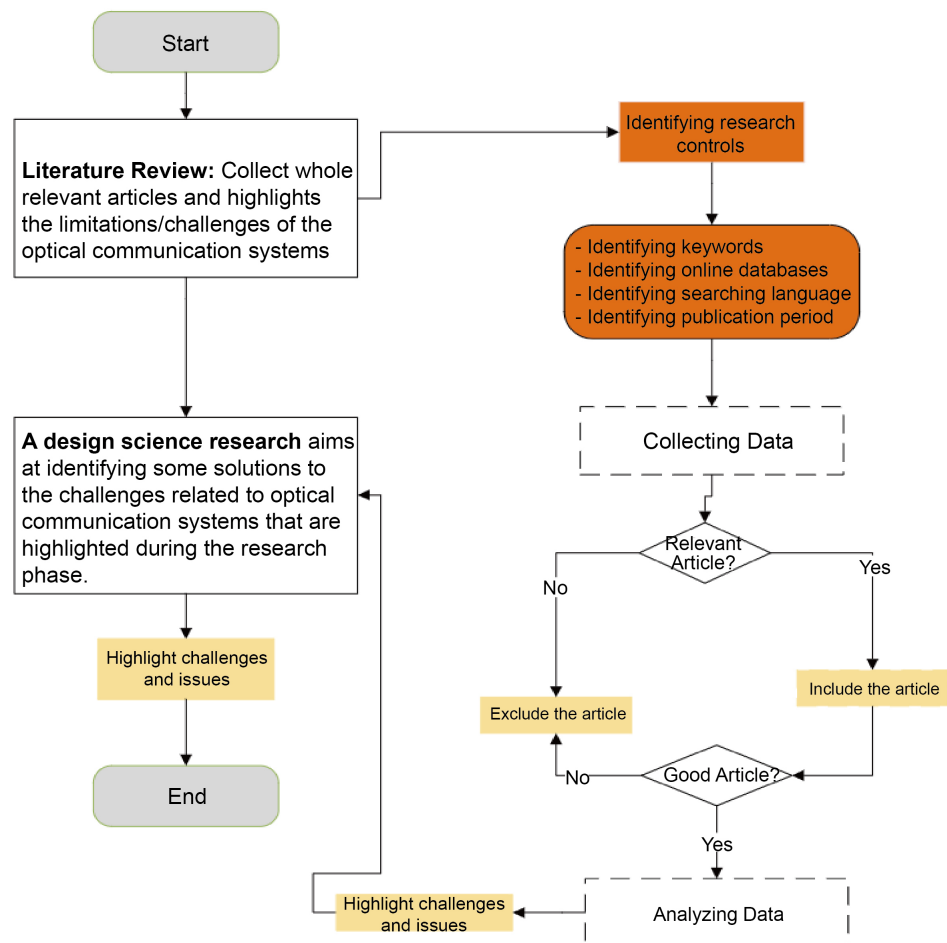 Start
Literature Review: Collect whole
relevant articles and highlights
the limitations/challenges of the
optical communication systems
A design science research aims
at identifying some solutions to
the challenges related to optical
communication systems that are
highlighted during the research
phase.
Highlight challenges
and issues
End
Identifying research
controls
- Identifying keywords
- Identifying online databases
- Identifying searching language
- Identifying publication period
Collecting Data
Relevant
Article?
No
Yes
Include the article
Exclude the article
Good Article?
No
Yes
Analyzing Data
Highlight challenges
and issues